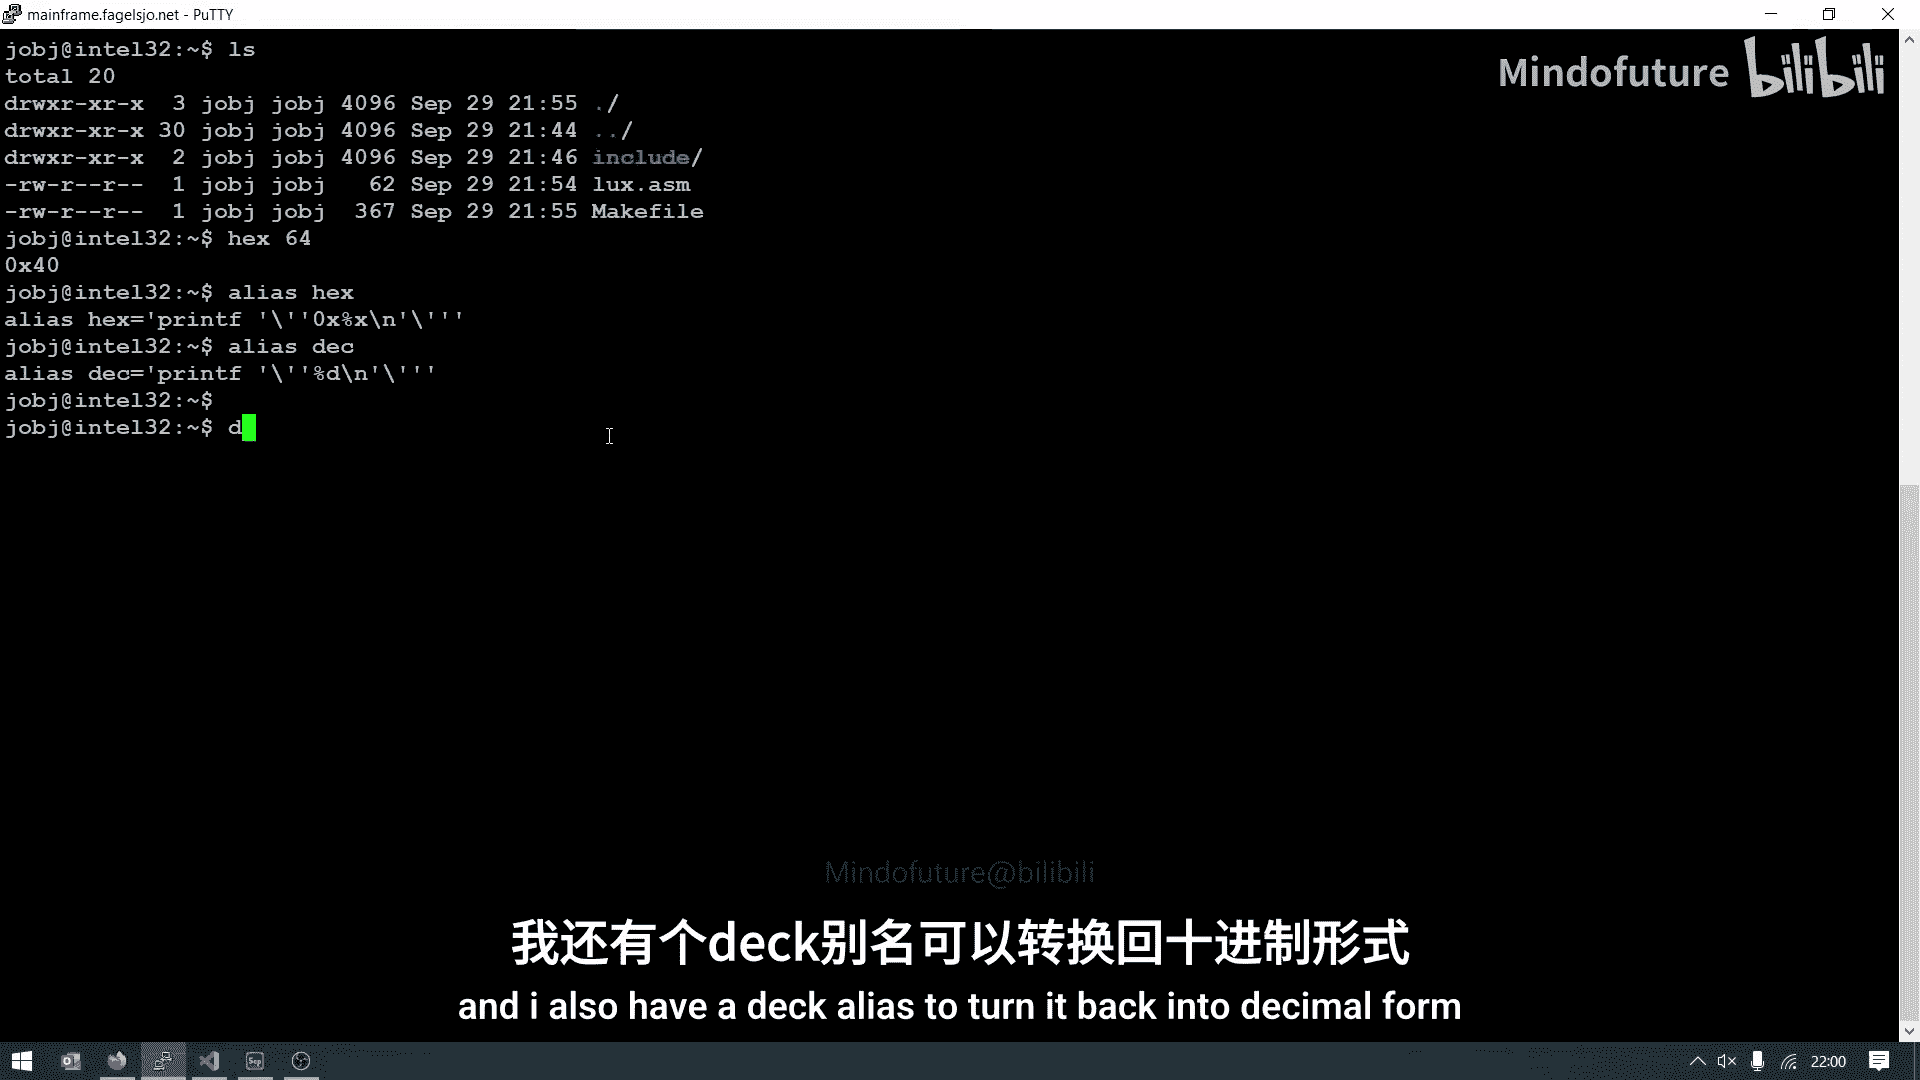 mainframe.fagelsjo.net - PuTTY
jobj@intel32:~$ ls
total 20
drwxr-xr-x  3 jobj jobj 4096 Sep 29 21:55 ./
drwxr-xr-x 30 jobj jobj 4096 Sep 29 21:44 ../
drwxr-xr-x  2 jobj jobj 4096 Sep 29 21:46 include/
-rw-r--r--  1 jobj jobj   62 Sep 29 21:54 lux.asm
-rw-r--r--  1 jobj jobj  367 Sep 29 21:55 Makefile
jobj@intel32:~$ hex 64
0x40
jobj@intel32:~$ alias hex
alias hex='printf '\''0x%x\n'\'''
jobj@intel32:~$ alias dec
alias dec='printf '\''%d\n'\'''
jobj@intel32:~$
jobj@intel32:~$ d
Mindofuture bilibili
Mindofuture@bilibili
我还有个deck别名可以转换回十进制形式
and i also have a deck alias to turn it back into decimal form
Sep
22:00